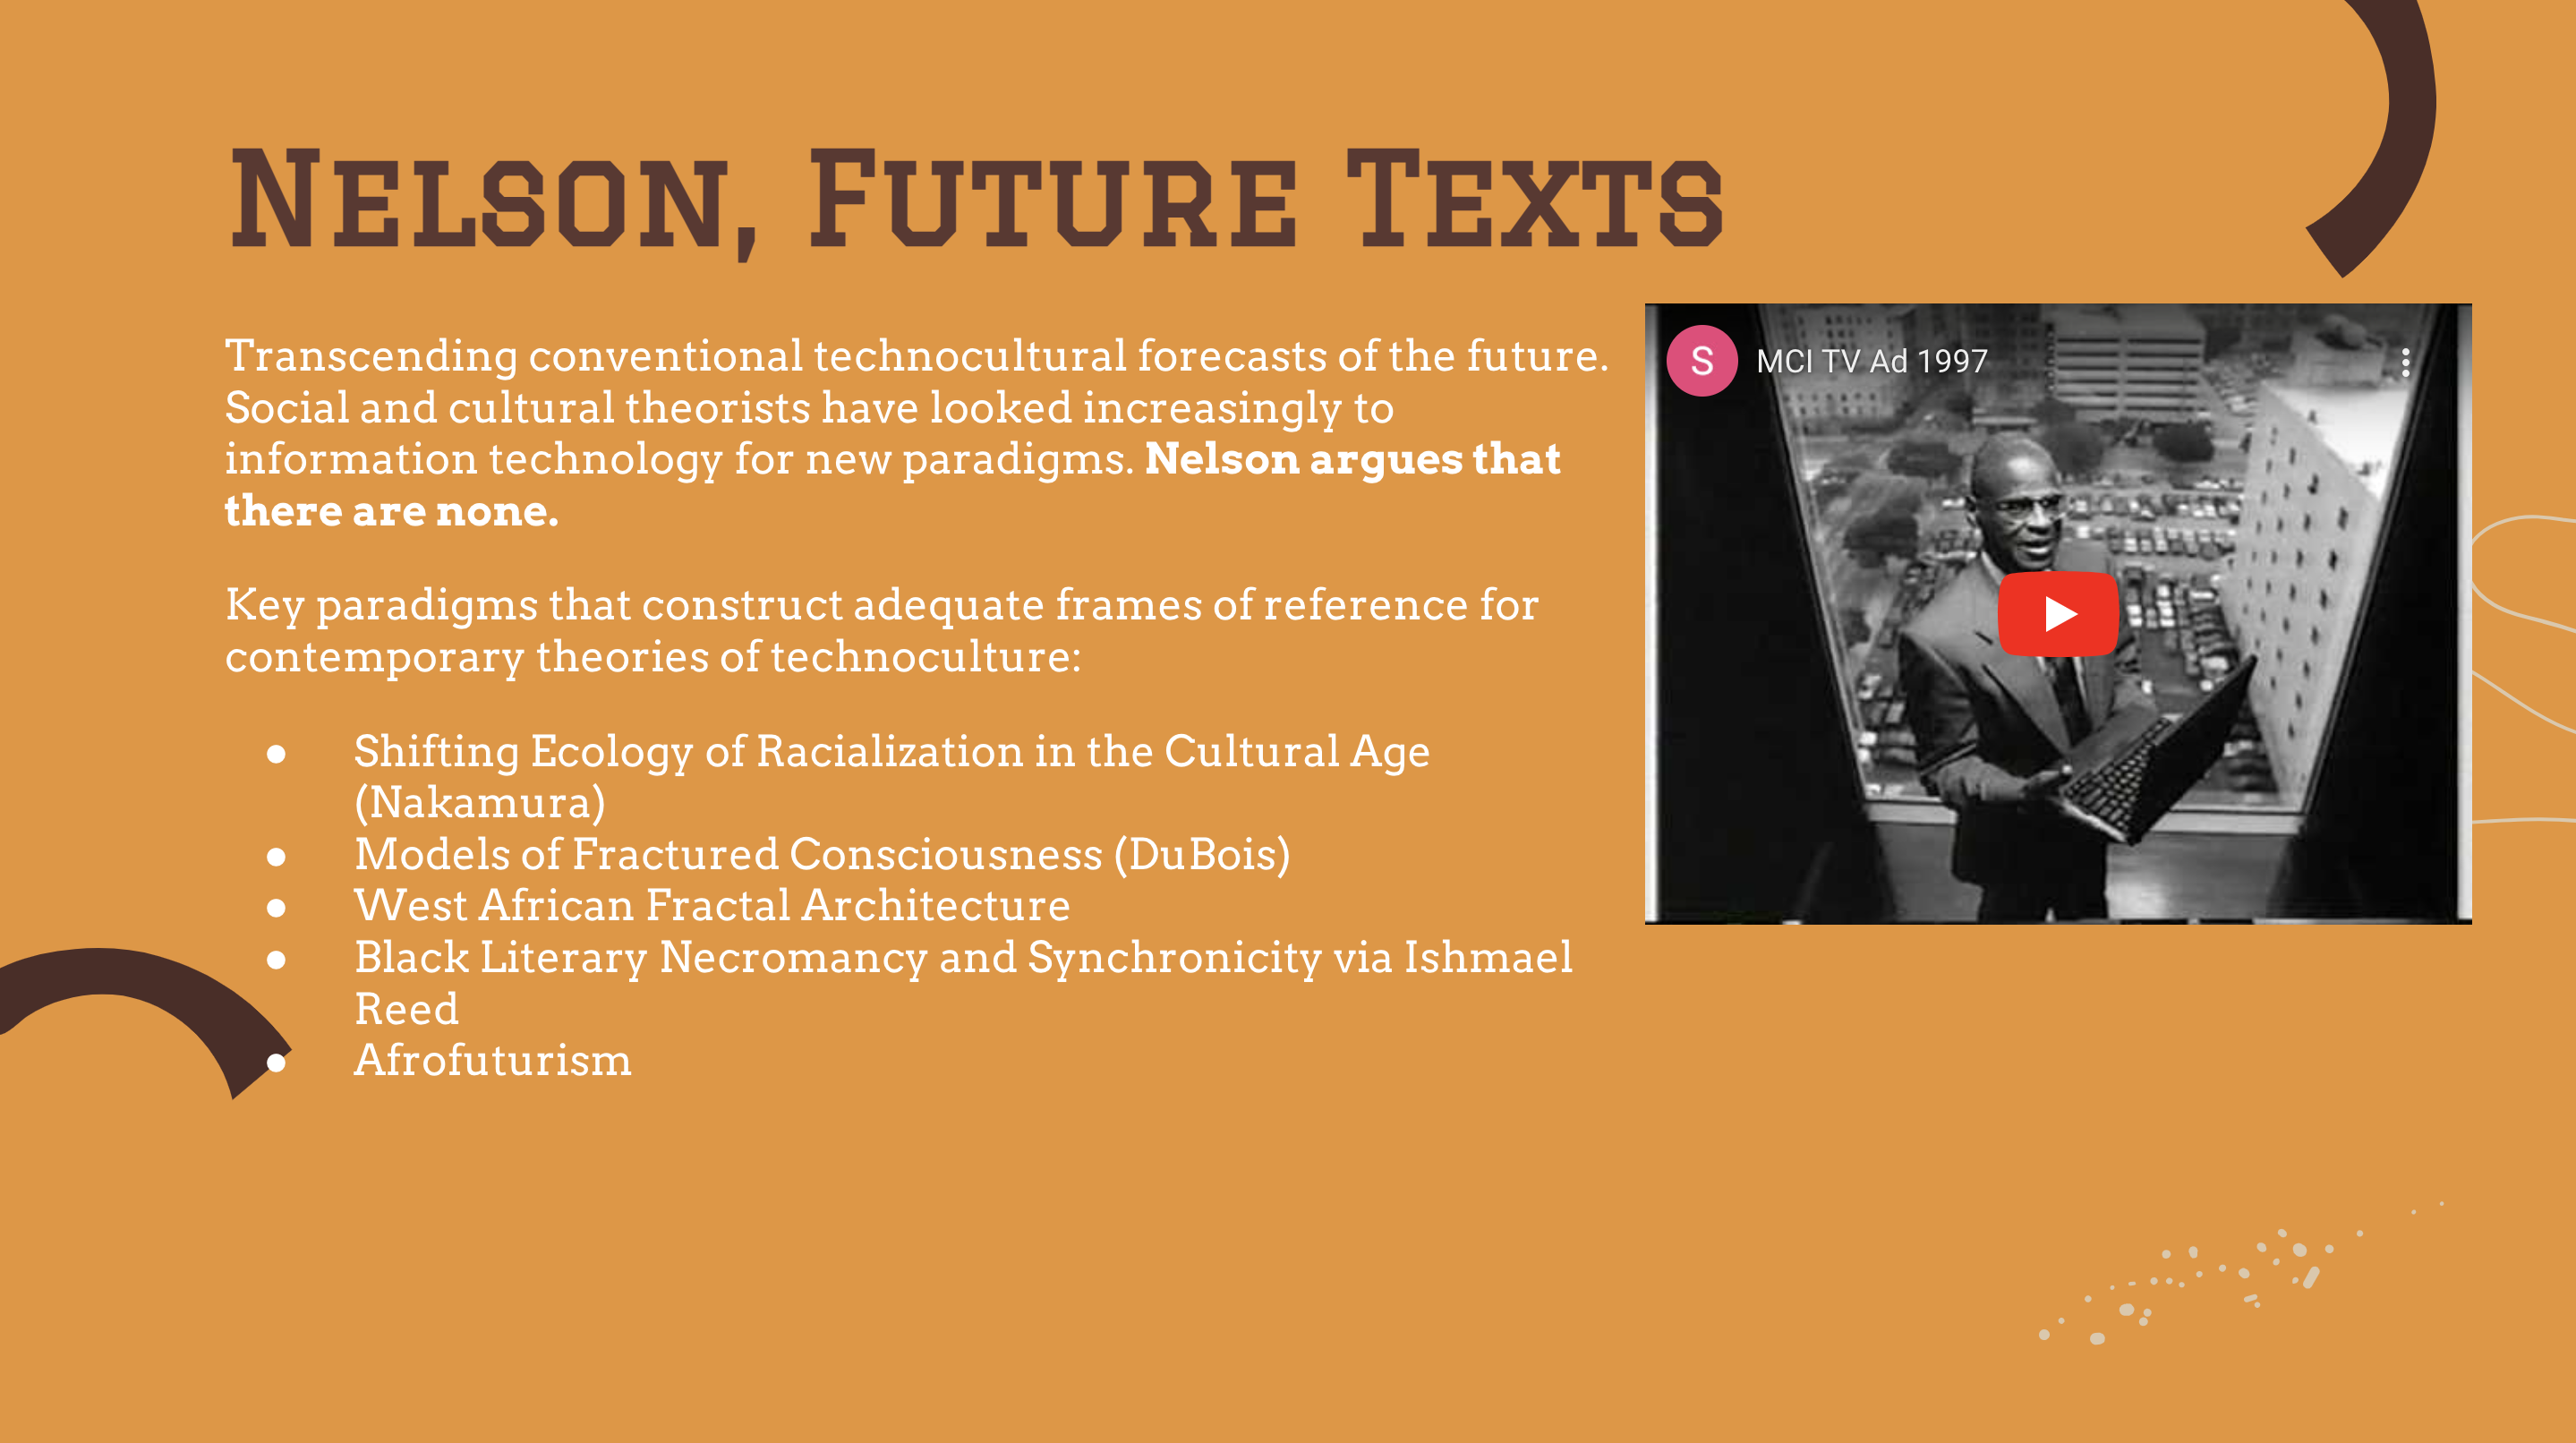 Nelson, Future Texts
Transcending conventional technocultural forecasts of the future.
Social and cultural theorists have looked increasingly to
information technology for new paradigms. Nelson argues that
there are none.
Key paradigms that construct adequate frames of reference for
contemporary theories of technoculture:
● Shifting Ecology of Racialization in the Cultural Age
(Nakamura)
● Models of Fractured Consciousness (DuBois)
● West African Fractal Architecture
● Black Literary Necromancy and Synchronicity via Ishmael
Reed
● Afrofuturism
S MCI TV Ad 1997